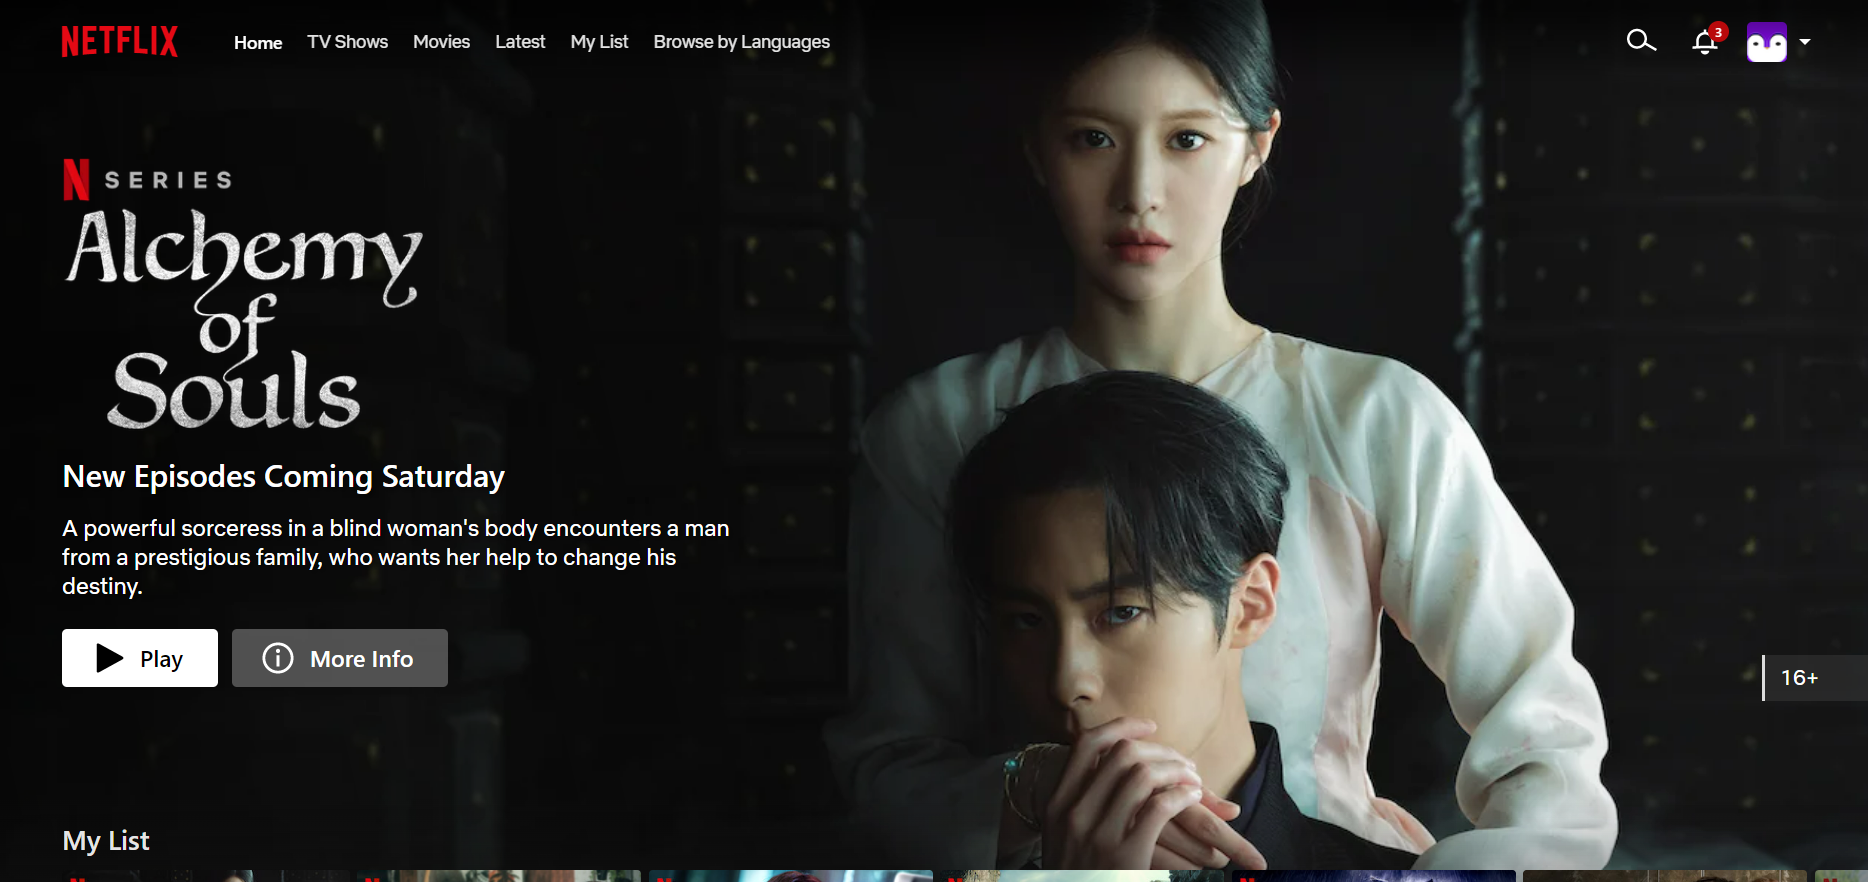 NETFLIX
Home TV Shows Movies Latest My List Browse by Languages
3
N SERIES
Alchemy
of
Souls
New Episodes Coming Saturday
A powerful sorceress in a blind woman's body encounters a man
from a prestigious family, who wants her help to change his
destiny.
Play More Info
16+
My List